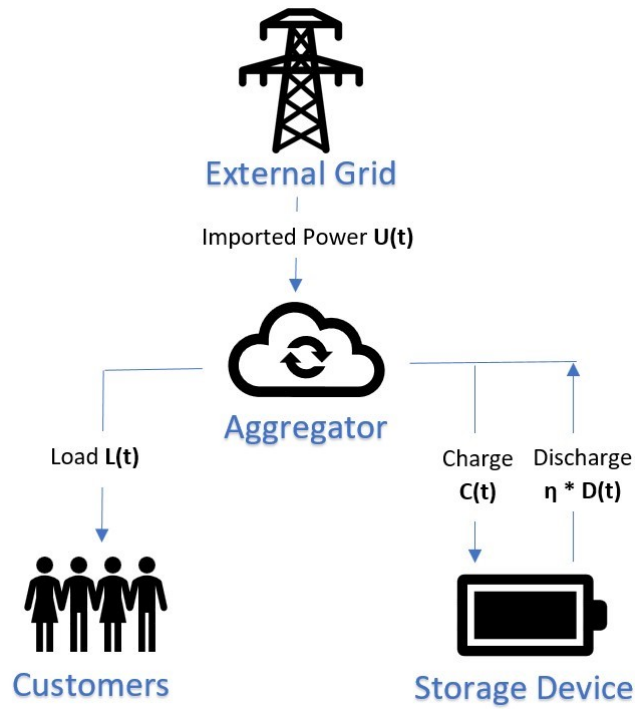 External Grid
Imported Power U(t)
Aggregator
Load L(t)
Charge
C(t)
Discharge
η * D(t)
Customers
Storage Device